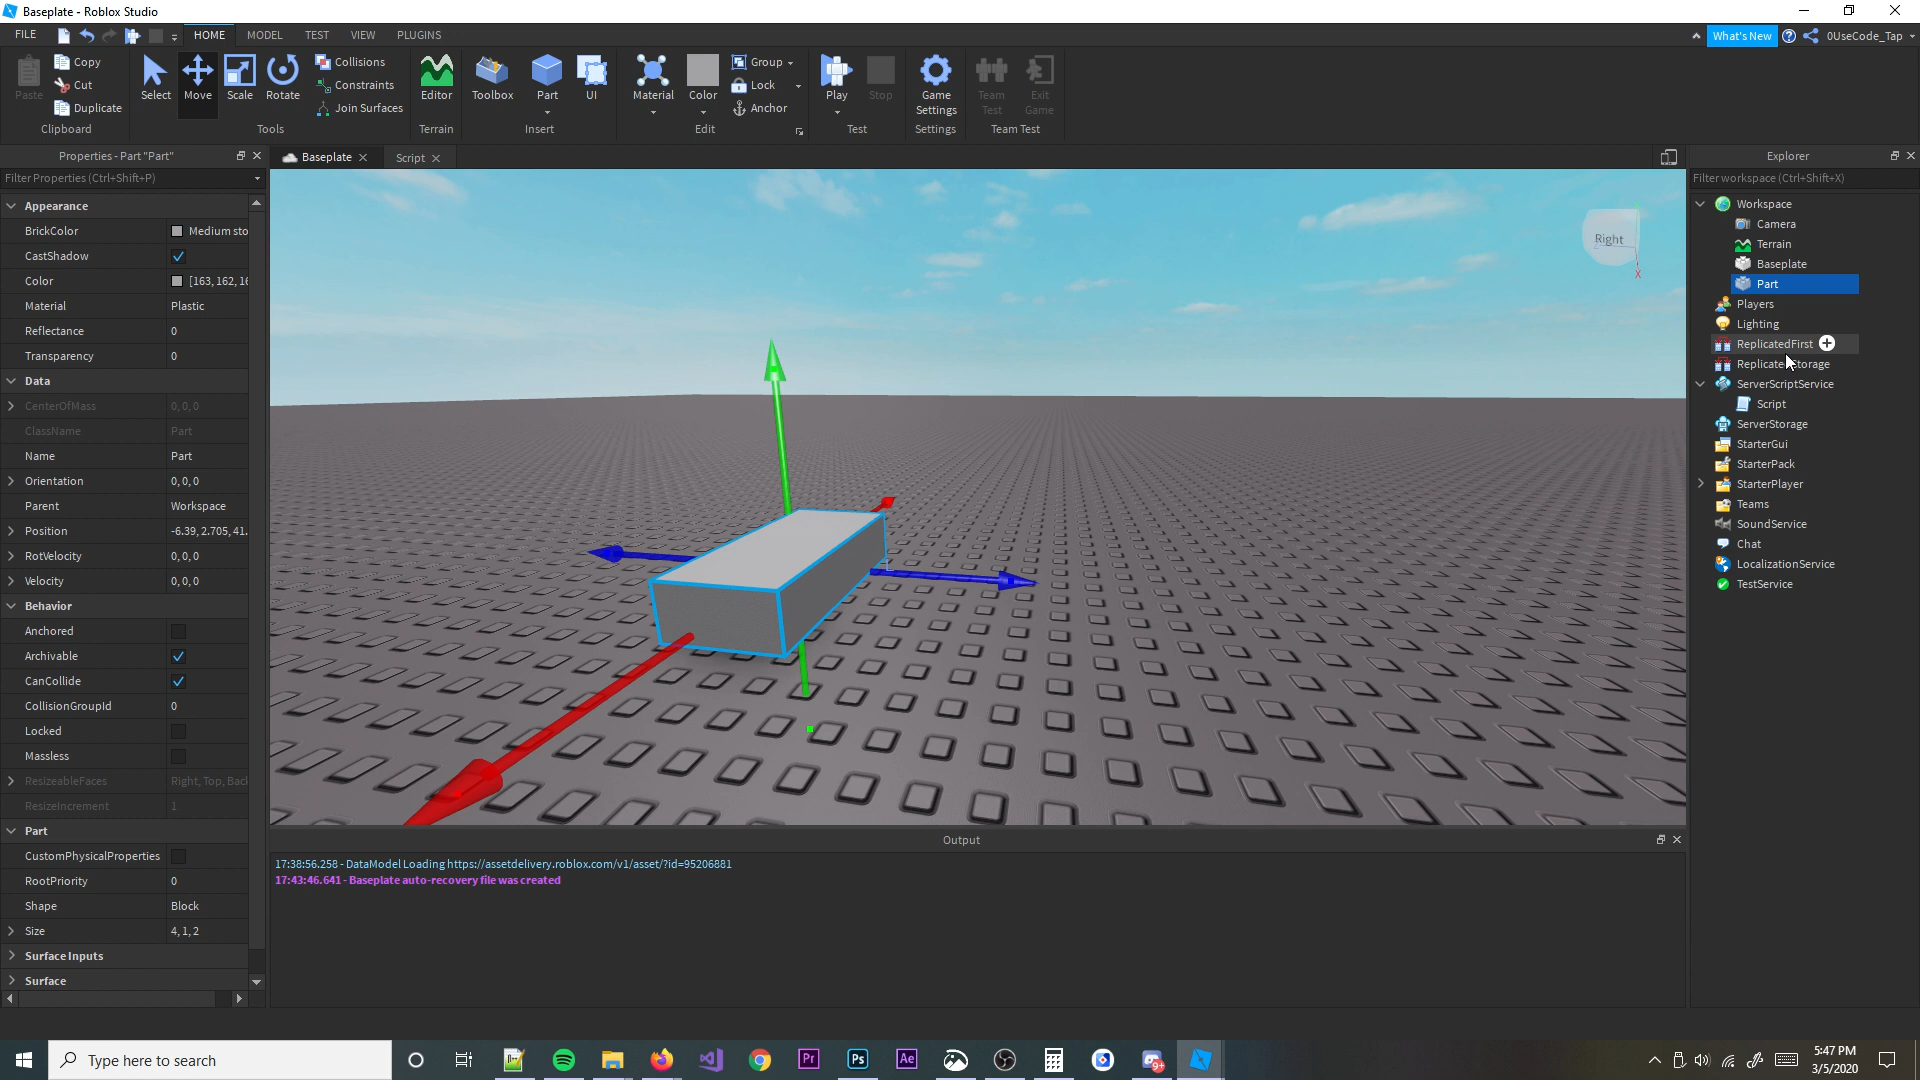 Baseplate - Roblox Studio
FILE HOME MODEL TEST VIEW PLUGINS What's New 0UseCode_Tap
Paste
Copy
Cut
Duplicate
Clipboard
Select Move Scale Rotate
Collisions
Constraints
Join Surfaces
Tools
Editor
Terrain
Toolbox Part UI
Insert
Material Color
Group
Lock
Anchor
Edit
Play Stop
Test
Game Settings
Settings
Team Test
Exit Game
Team Test
Properties - Part "Part"
Filter Properties (Ctrl+Shift+P)
Appearance
BrickColor Medium sto
CastShadow
Color [163, 162, 16
Material Plastic
Reflectance 0
Transparency 0
Data
CenterOfMass 0, 0, 0
ClassName Part
Name Part
Orientation 0, 0, 0
Parent Workspace
Position -6.39, 2.705, 41.
RotVelocity 0, 0, 0
Velocity 0, 0, 0
Behavior
Anchored
Archivable
CanCollide
CollisionGroupId 0
Locked
Massless
ResizeableFaces Right, Top, Bac
ResizeIncrement 1
Part
CustomPhysicalProperties
RootPriority 0
Shape Block
Size 4, 1, 2
Surface Inputs
Surface
Baseplate Script
Right
X
Output
17:38:56.258 - DataModel Loading https://assetdelivery.roblox.com/v1/asset/?id=95206881
17:43:46.641 - Baseplate auto-recovery file was created
Explorer
Filter workspace (Ctrl+Shift+X)
Workspace
Camera
Terrain
Baseplate
Part
Players
Lighting
ReplicatedFirst
ReplicatedStorage
ServerScriptService
Script
ServerStorage
StarterGui
StarterPack
StarterPlayer
Teams
SoundService
Chat
LocalizationService
TestService
Type here to search
Pr Ps Ae
9+
5:47 PM
3/5/2020